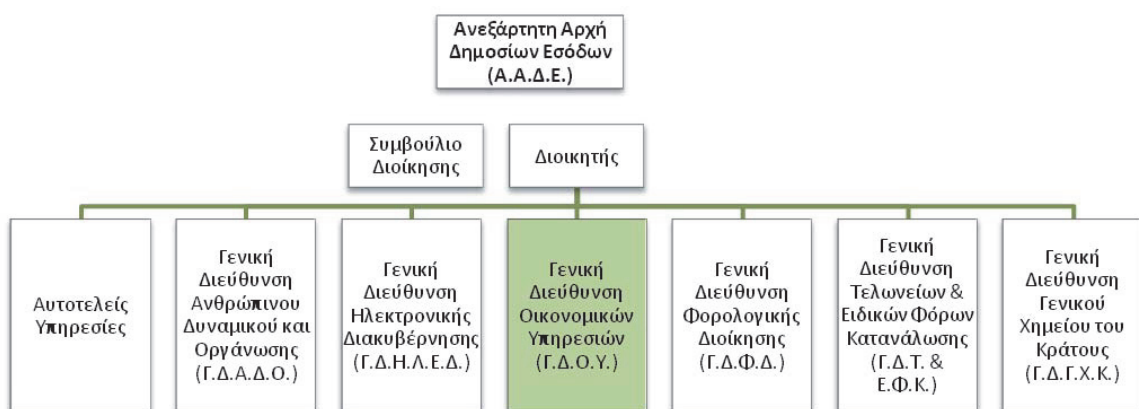 Ανεξάρτητη Αρχή
Δημοσίων Εσόδων
(Α.Α.Δ.Ε.)
Συμβούλιο
Διοίκησης
Διοικητής
Αυτοτελείς
Υπηρεσίες
Γενική
Διεύθυνση
Ανθρώπινου
Δυναμικού και
Οργάνωσης
(Γ.Δ.Α.Δ.Ο.)
Γενική
Διεύθυνση
Ηλεκτρονικής
Διακυβέρνησης
(Γ.Δ.Η.Λ.Ε.Δ.)
Γενική
Διεύθυνση
Οικονομικών
Υπηρεσιών
(Γ.Δ.Ο.Υ.)
Γενική
Διεύθυνση
Φορολογικής
Διοίκησης
(Γ.Δ.Φ.Δ.)
Γενική
Διεύθυνση
Τελωνείων &
Ειδικών Φόρων
Κατανάλωσης
(Γ.Δ.Τ. &
Ε.Φ.Κ.)
Γενική
Διεύθυνση
Γενικού
Χημείου του
Κράτους
(Γ.Δ.Γ.Χ.Κ.)